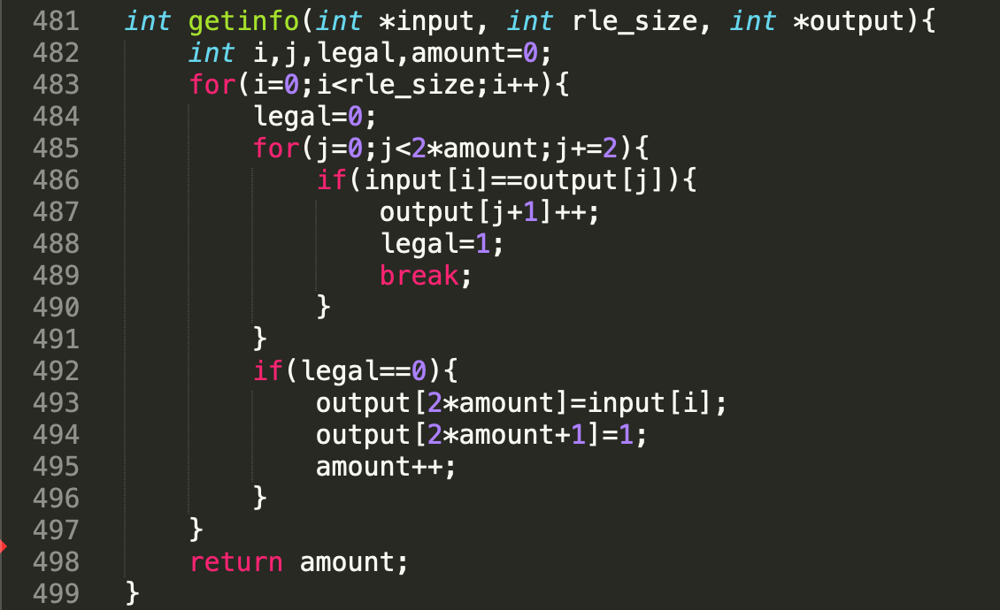 481 int getinfo(int *input, int rle_size, int *output){
482 int i,j,legal,amount=0;
483 for(i=0;i<rle_size;i++){
484 legal=0;
485 for(j=0;j<2*amount;j+=2){
486 if(input[i]==output[j]){
487 output[j+1]++;
488 legal=1;
489 break;
490 }
491 }
492 if(legal==0){
493 output[2*amount]=input[i];
494 output[2*amount+1]=1;
495 amount++;
496 }
497 }
498 return amount;
499 }